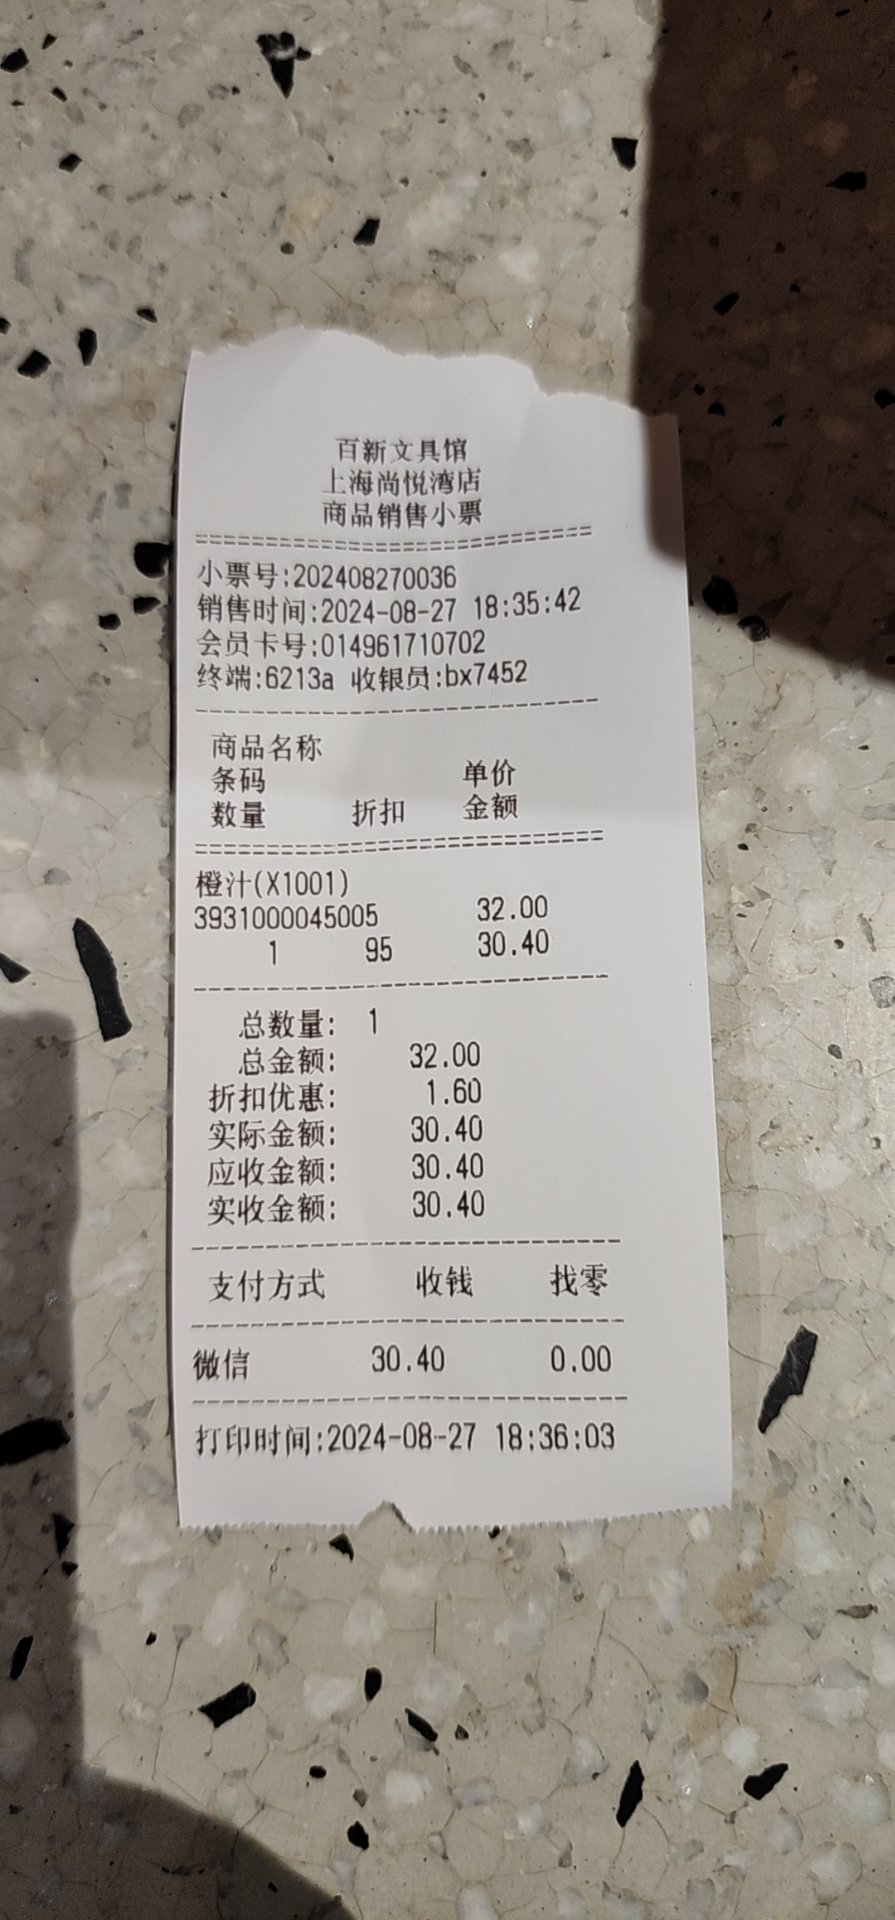 百新文具馆
上海尚悦湾店
商品销售小票
==============================
小票号:202408270036
销售时间:2024-08-27 18:35:42
会员卡号:014961710702
终端:6213a 收银员:bx7452
------------------------------
商品名称
条码 单价
数量 折扣 金额
==============================
橙汁(X1001)
3931000045005 32.00
1 95 30.40
------------------------------
总数量: 1
总金额: 32.00
折扣优惠: 1.60
实际金额: 30.40
应收金额: 30.40
实收金额: 30.40
------------------------------
支付方式 收钱 找零
------------------------------
微信 30.40 0.00
------------------------------
打印时间:2024-08-27 18:36:03